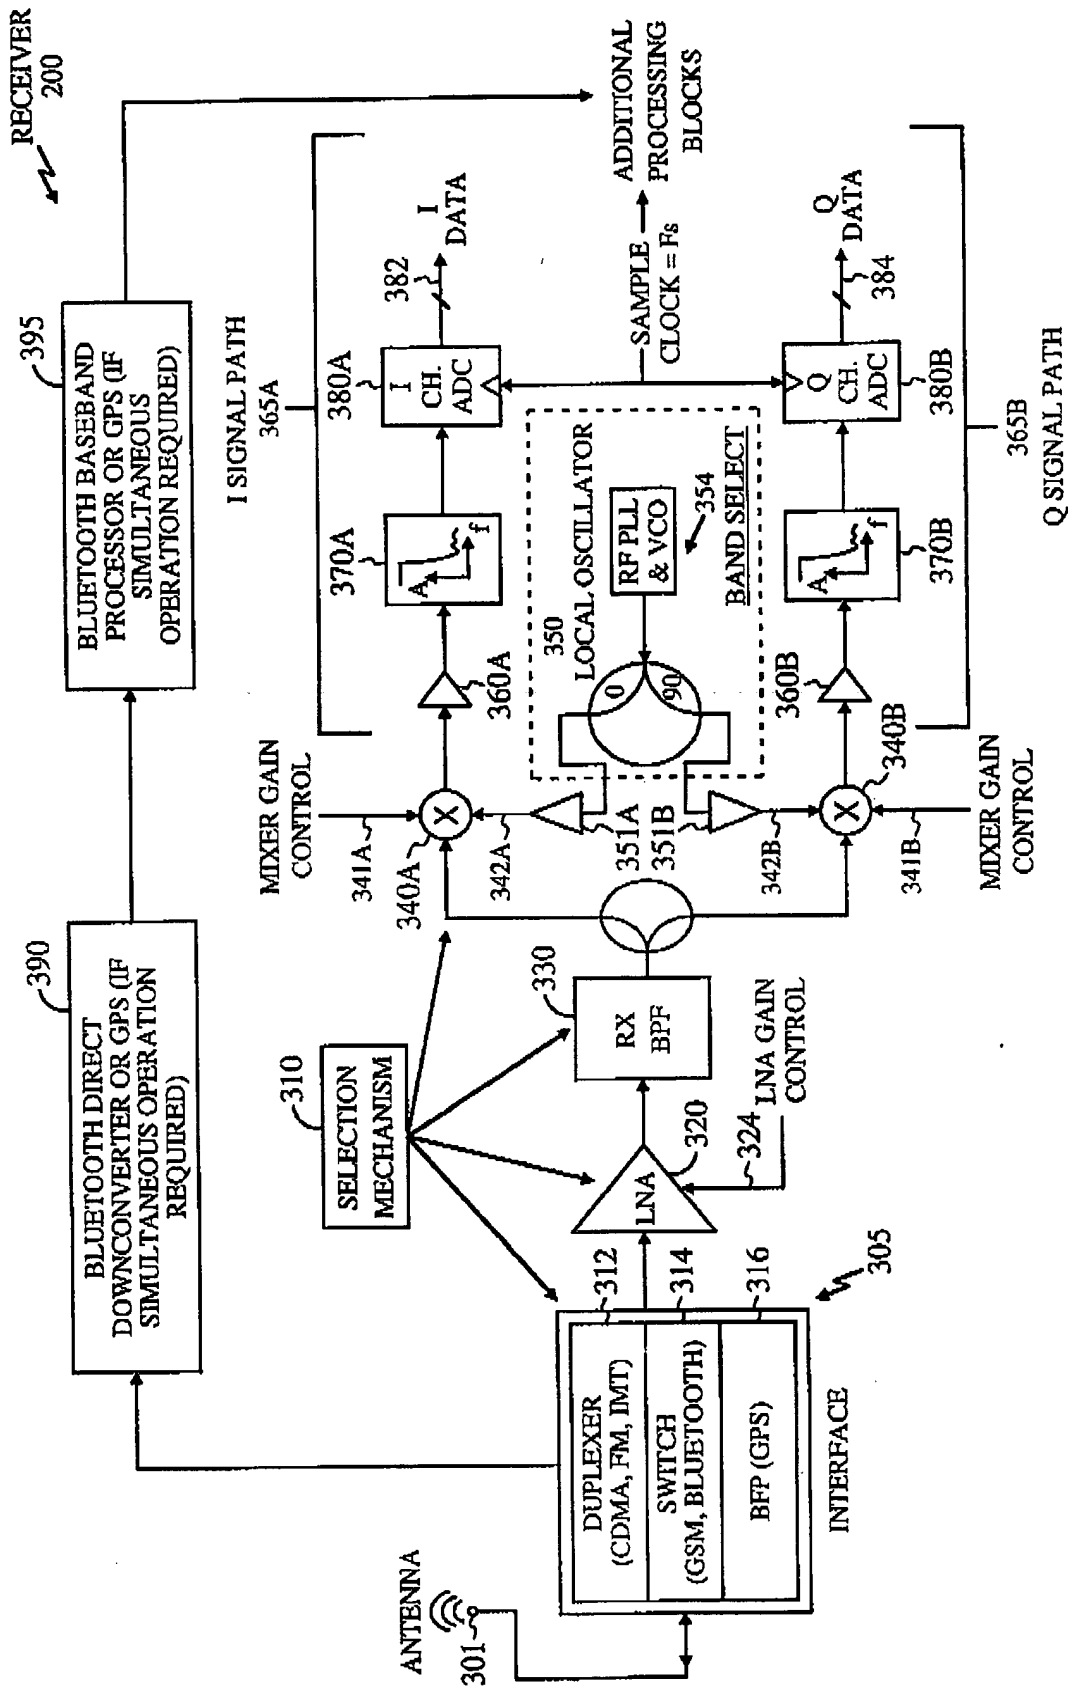 RECEIVER
200
BLUETOOTH DIRECT
DOWNCONVERTER OR GPS (IF
SIMULTANEOUS OPERATION
REQUIRED)
390
BLUETOOTH BASEBAND
PROCESSOR OR GPS (IF
SIMULTANEOUS
OPERATION REQUIRED)
395
SELECTION
MECHANISM
310
ANTENNA
301
DUPLEXER
(CDMA, FM, IMT)
312
SWITCH
(GSM, BLUETOOTH)
314
BFP (GPS)
316
INTERFACE
305
LNA
320
324
LNA GAIN
CONTROL
RX
BPF
330
MIXER GAIN
CONTROL
341A
340A
X
342A
351A
351B
342B
X
340B
341B
MIXER GAIN
CONTROL
I SIGNAL PATH
365A
360A
370A
A
f
380A
I
CH.
ADC
382
I
DATA
350
LOCAL OSCILLATOR
0
90
RF PLL
& VCO
354
BAND SELECT
SAMPLE
CLOCK = Fs
ADDITIONAL
PROCESSING
BLOCKS
360B
370B
A
f
380B
Q
CH.
ADC
384
Q
DATA
365B
Q SIGNAL PATH